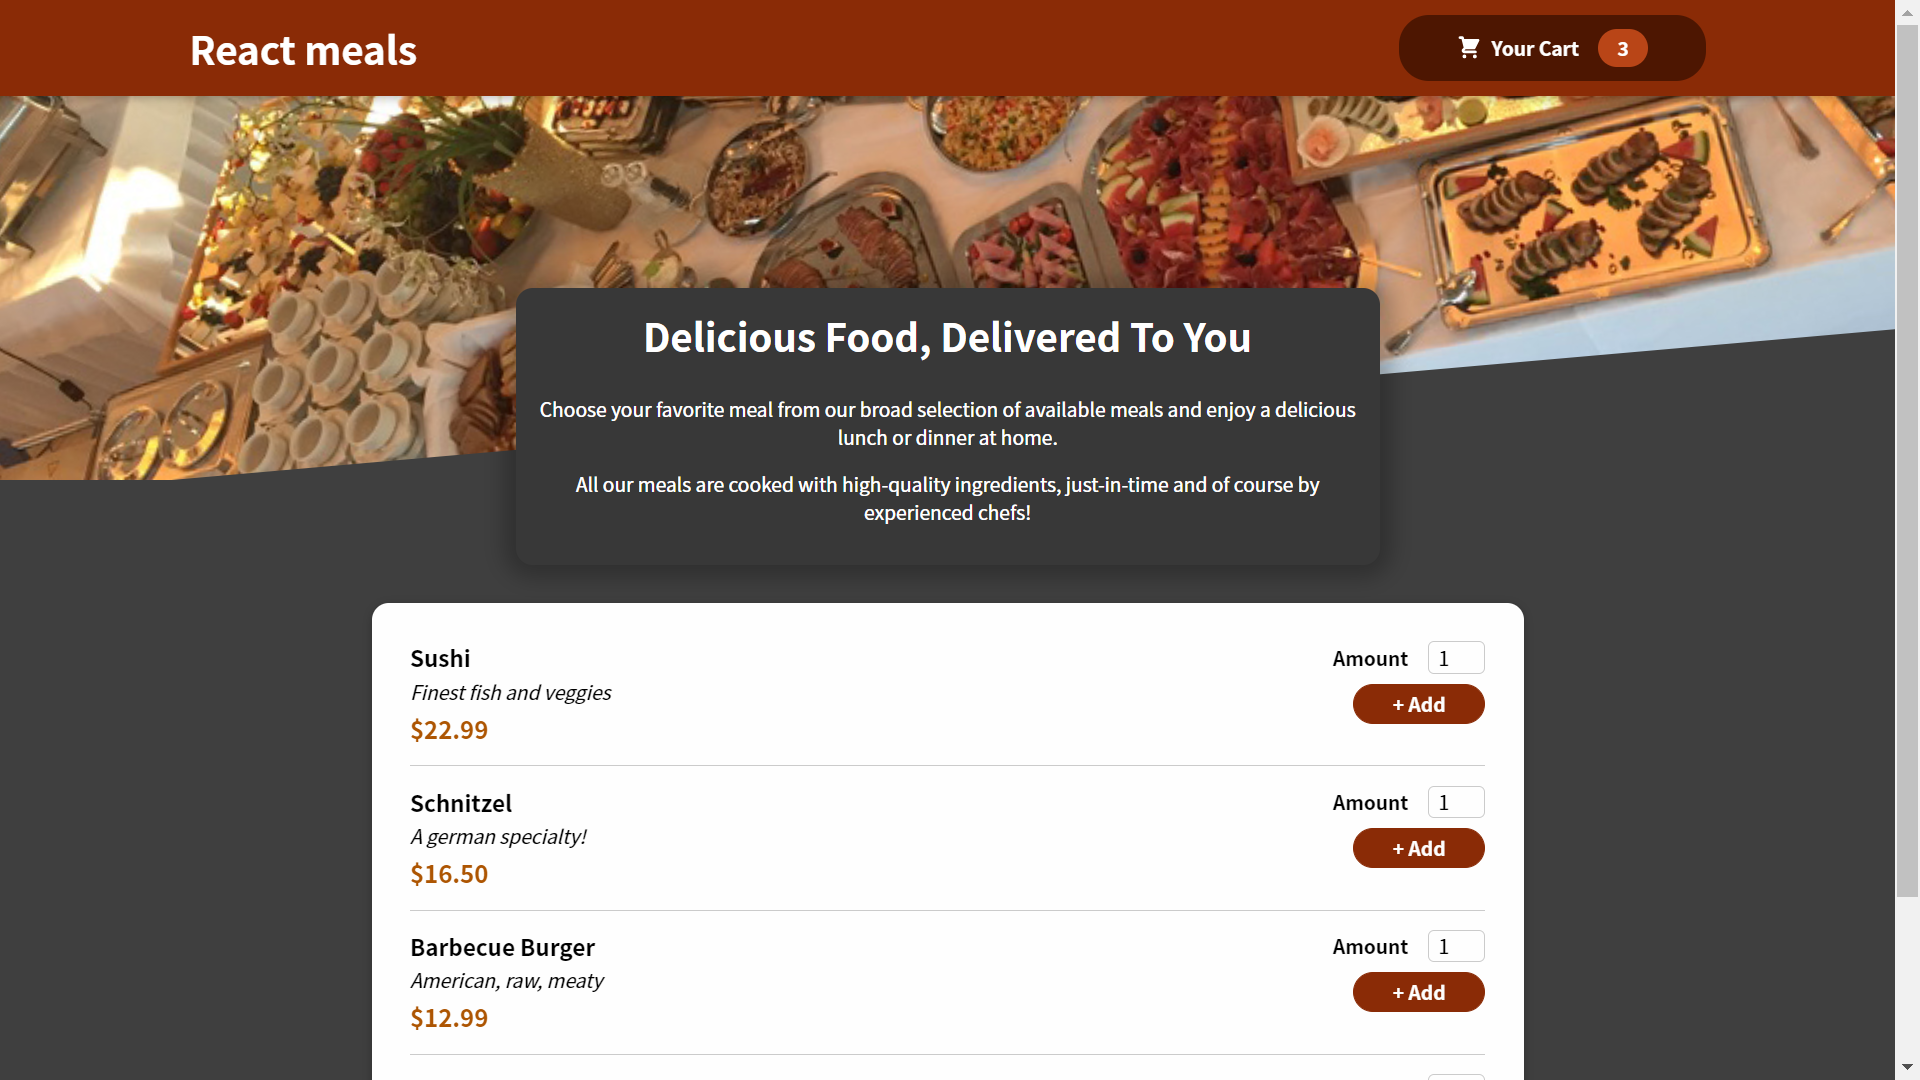 React meals
Your Cart 3
Delicious Food, Delivered To You
Choose your favorite meal from our broad selection of available meals and enjoy a delicious
lunch or dinner at home.
All our meals are cooked with high-quality ingredients, just-in-time and of course by
experienced chefs!
Sushi
Finest fish and veggies
$22.99
Amount 1
+ Add
Schnitzel
A german specialty!
$16.50
Amount 1
+ Add
Barbecue Burger
American, raw, meaty
$12.99
Amount 1
+ Add